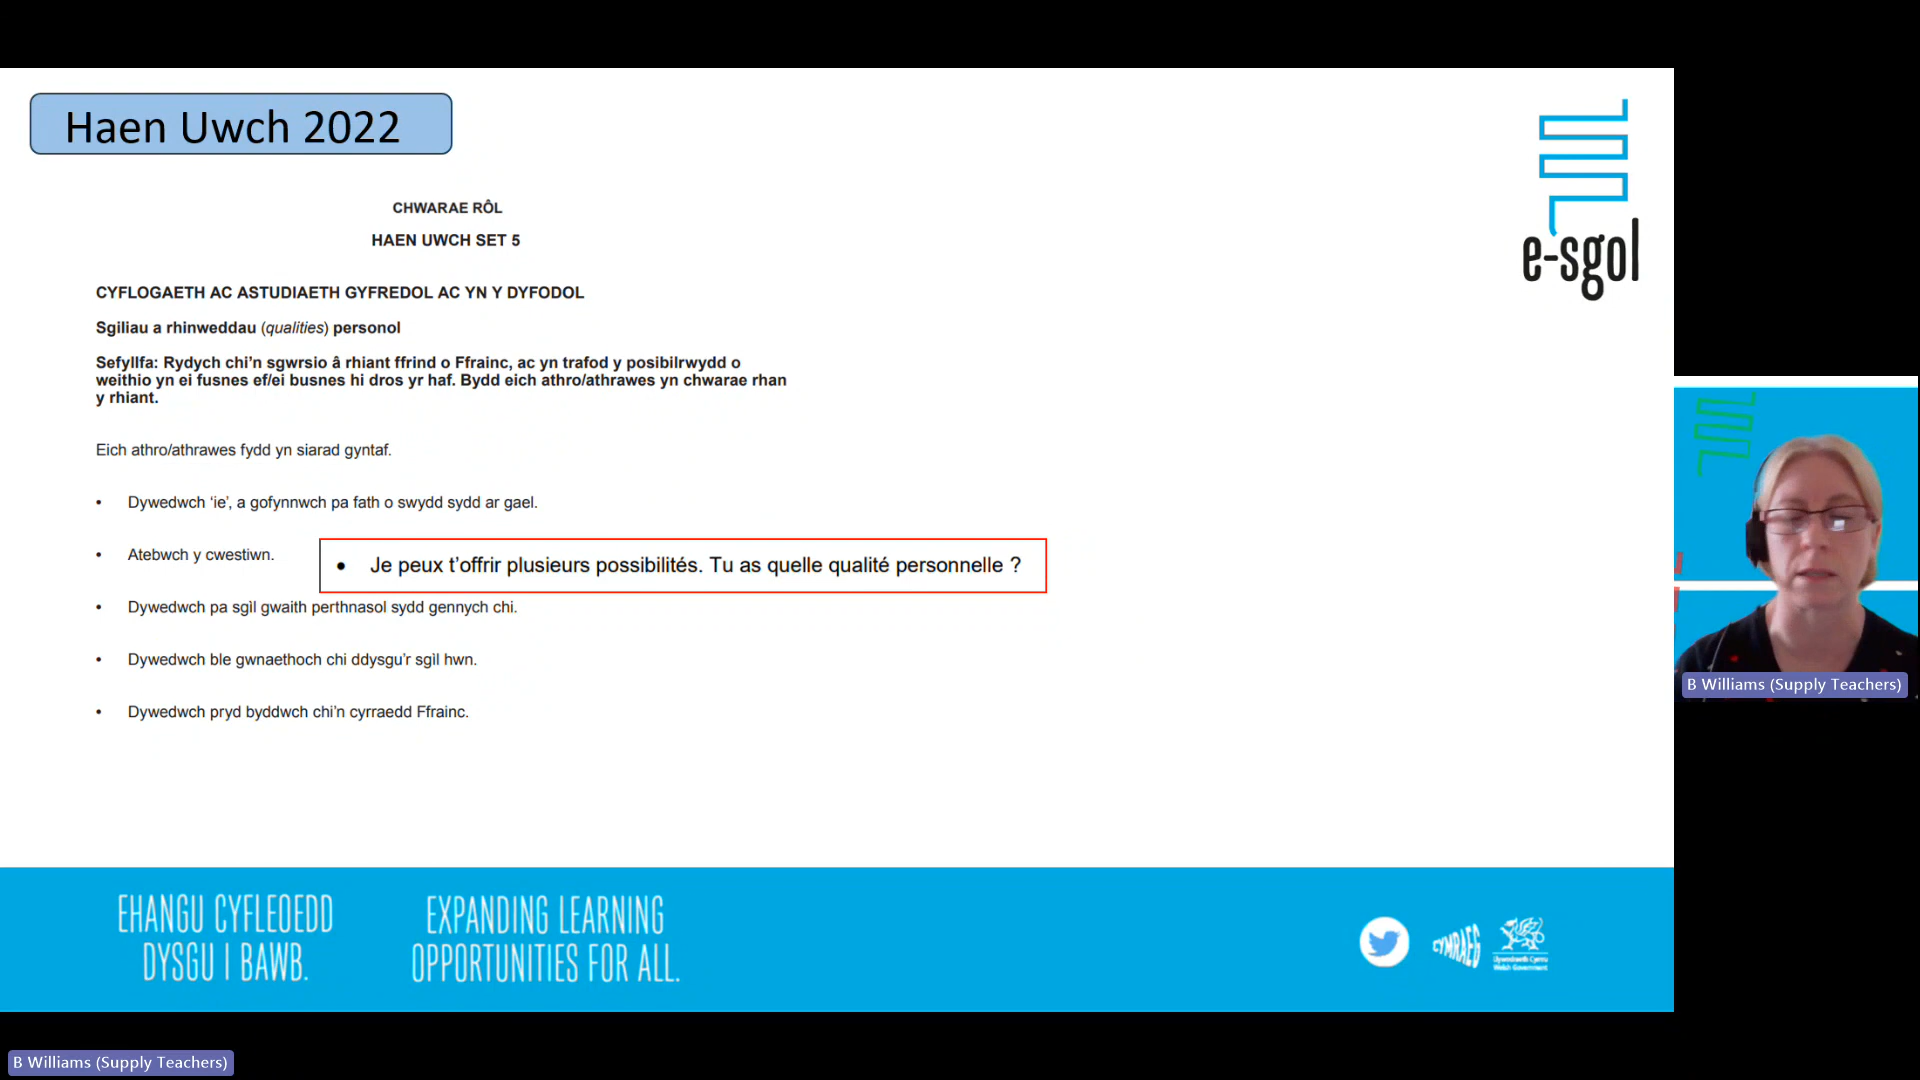 Haen Uwch 2022
CHWARAE RÔL
HAEN UWCH SET 5
CYFLOGAETH AC ASTUDIAETH GYFREDOL AC YN Y DYFODOL
Sgiliau a rhinweddau (qualities) personol
Sefyllfa: Rydych chi'n sgwrsio â rhiant ffrind o Ffrainc, ac yn trafod y posibilrwydd o
weithio yn ei fusnes ef/ei busnes hi dros yr haf. Bydd eich athro/athrawes yn chwarae rhan
y rhiant.
Eich athro/athrawes fydd yn siarad gyntaf.
• Dywedwch 'ie', a gofynnwch pa fath o swydd sydd ar gael.
• Atebwch y cwestiwn.
• Je peux t'offrir plusieurs possibilités. Tu as quelle qualité personnelle ?
• Dywedwch pa sgìl gwaith perthnasol sydd gennych chi.
• Dywedwch ble gwnaethoch chi ddysgu'r sgìl hwn.
• Dywedwch pryd byddwch chi'n cyrraedd Ffrainc.
e-sgol
B Williams (Supply Teachers)
EHANGU CYFLEOEDD
DYSGU I BAWB.
EXPANDING LEARNING
OPPORTUNITIES FOR ALL.
CYMRAEG
Llywodraeth Cymru
Welsh Government
B Williams (Supply Teachers)